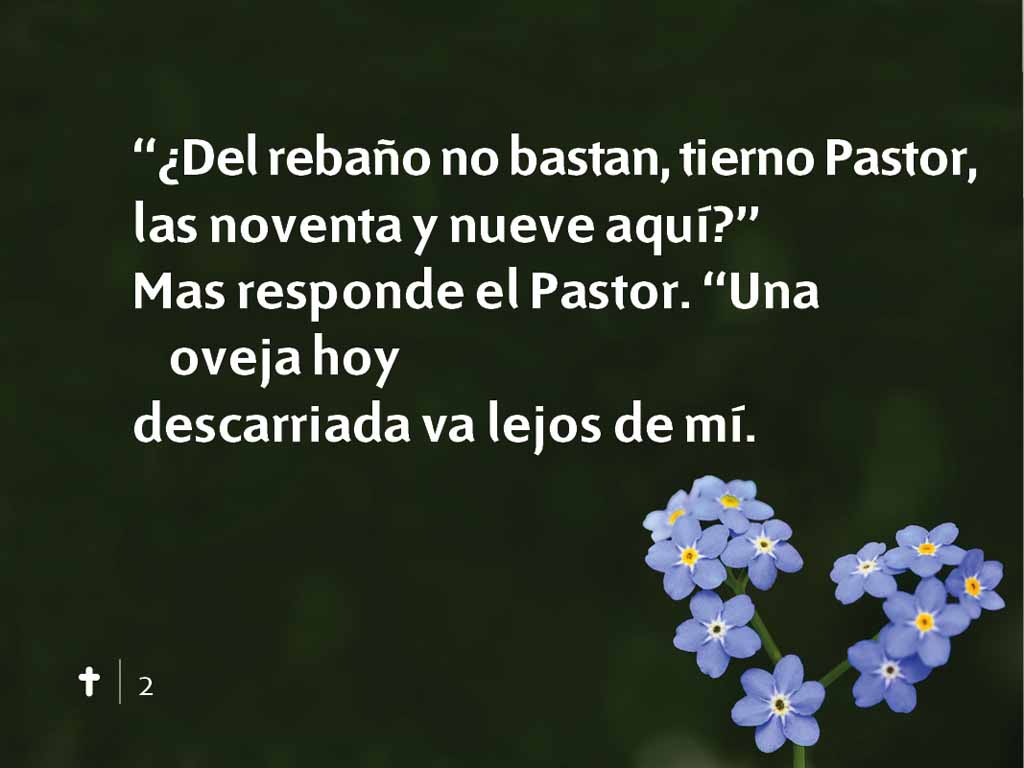 “¿Del rebaño no bastan, tierno Pastor,
las noventa y nueve aquí?”
Mas responde el Pastor. “Una
oveja hoy
descarriada va lejos de mí.
2